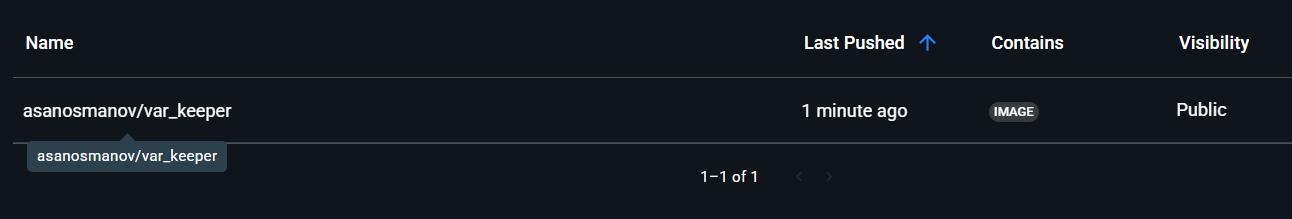 Name Last Pushed Contains Visibility
asanosmanov/var_keeper 1 minute ago IMAGE Public
asanosmanov/var_keeper
1–1 of 1